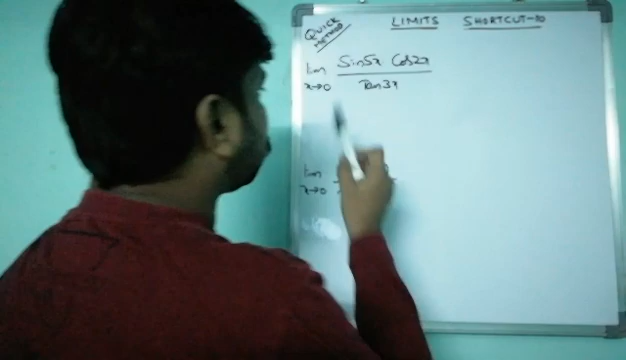 QUICK METHOD
LIMITS SHORTCUT-10
lim Sin5x Cos2x
x→0 Tan3x
lim
x→0